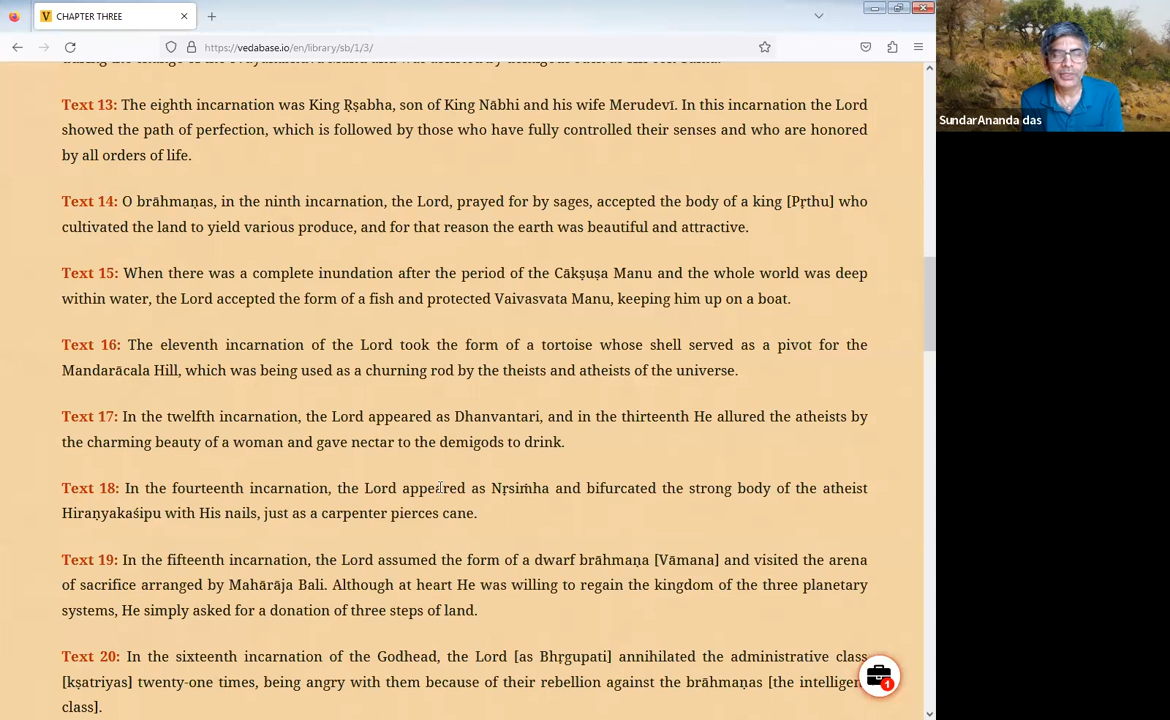 CHAPTER THREE
https://vedabase.io/en/library/sb/1/3/
Text 13: The eighth incarnation was King Ṛṣabha, son of King Nābhi and his wife Merudevī. In this incarnation the Lord
showed the path of perfection, which is followed by those who have fully controlled their senses and who are honored
by all orders of life.
Text 14: O brāhmaṇas, in the ninth incarnation, the Lord, prayed for by sages, accepted the body of a king [Pṛthu] who
cultivated the land to yield various produce, and for that reason the earth was beautiful and attractive.
Text 15: When there was a complete inundation after the period of the Cākṣuṣa Manu and the whole world was deep
within water, the Lord accepted the form of a fish and protected Vaivasvata Manu, keeping him up on a boat.
Text 16: The eleventh incarnation of the Lord took the form of a tortoise whose shell served as a pivot for the
Mandarācala Hill, which was being used as a churning rod by the theists and atheists of the universe.
Text 17: In the twelfth incarnation, the Lord appeared as Dhanvantari, and in the thirteenth He allured the atheists by
the charming beauty of a woman and gave nectar to the demigods to drink.
Text 18: In the fourteenth incarnation, the Lord appeared as Nṛsiṁha and bifurcated the strong body of the atheist
Hiraṇyakaśipu with His nails, just as a carpenter pierces cane.
Text 19: In the fifteenth incarnation, the Lord assumed the form of a dwarf brāhmaṇa [Vāmana] and visited the arena
of sacrifice arranged by Mahārāja Bali. Although at heart He was willing to regain the kingdom of the three planetary
systems, He simply asked for a donation of three steps of land.
Text 20: In the sixteenth incarnation of the Godhead, the Lord [as Bhṛgupati] annihilated the administrative class
[kṣatriyas] twenty-one times, being angry with them because of their rebellion against the brāhmaṇas [the intelligen
class].
1
SundarAnanda das